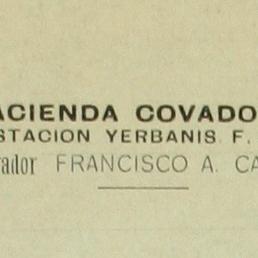 ACIENDA COVADO
STACION YERBANIS. F.
ador FRANCISCO A. CA